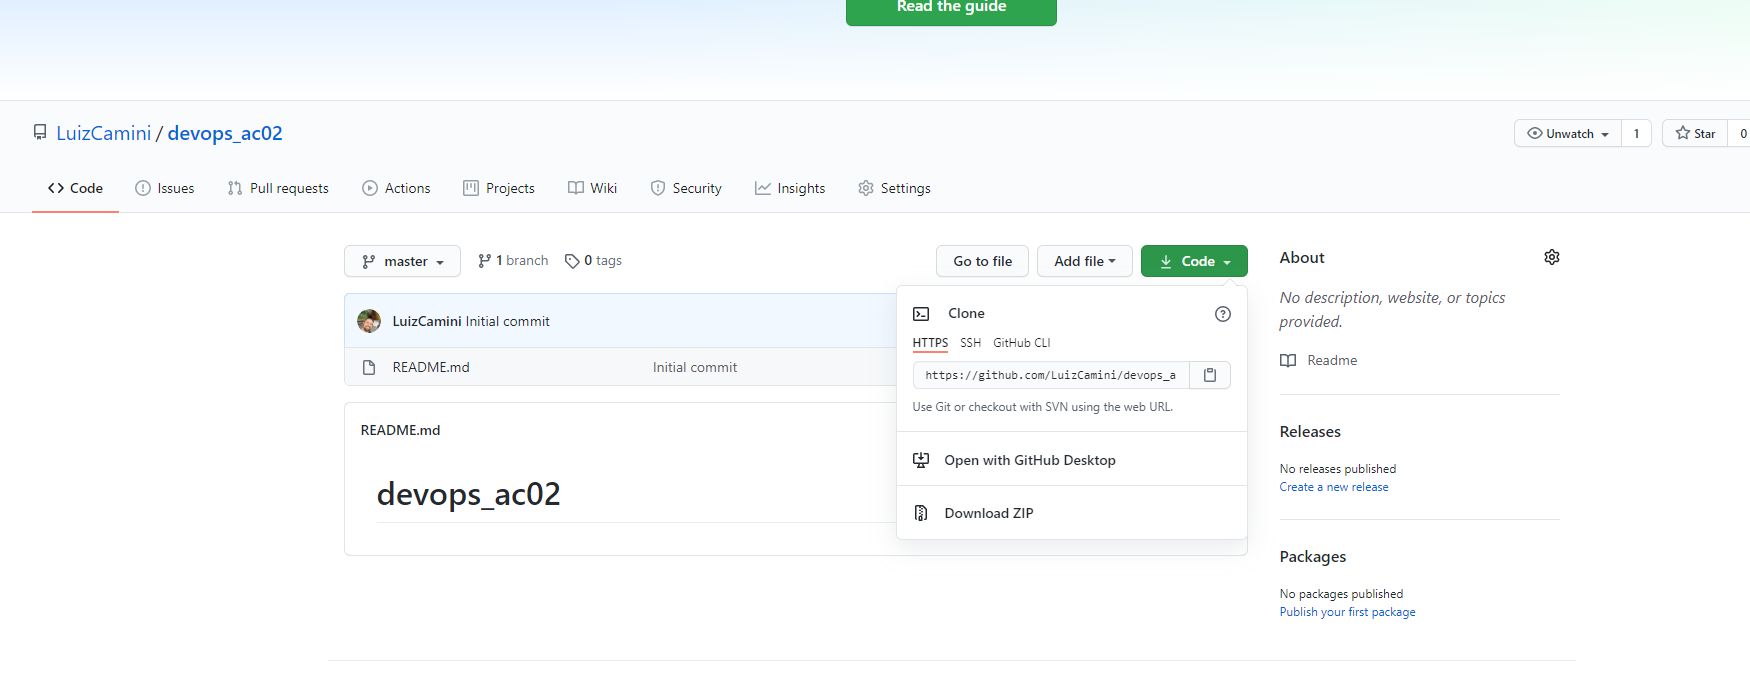 Read the guide
LuizCamini / devops_ac02
Unwatch 1 Star 0
Code Issues Pull requests Actions Projects Wiki Security Insights Settings
master 1 branch 0 tags Go to file Add file Code
LuizCamini Initial commit
README.md Initial commit
README.md
devops_ac02
Clone
HTTPS SSH GitHub CLI
https://github.com/LuizCamini/devops_a
Use Git or checkout with SVN using the web URL.
Open with GitHub Desktop
Download ZIP
About
No description, website, or topics
provided.
Readme
Releases
No releases published
Create a new release
Packages
No packages published
Publish your first package